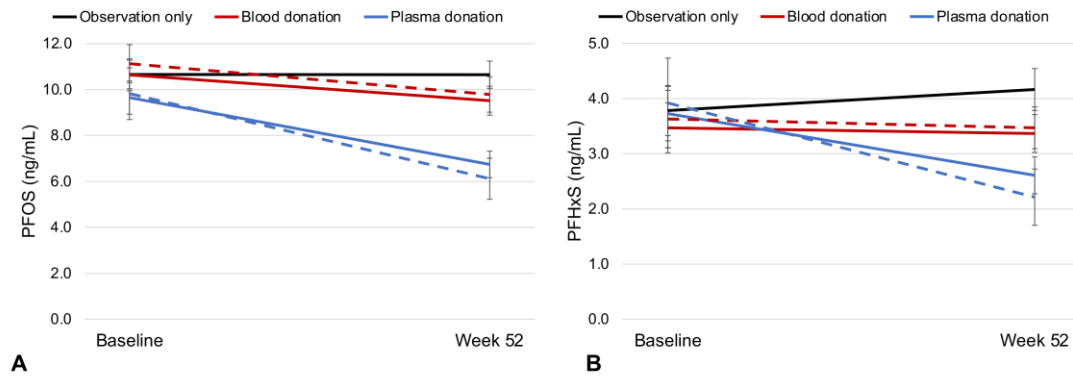 Observation only Blood donation Plasma donation
12.0
10.0
8.0
6.0
4.0
2.0
0.0
PFOS (ng/mL)
Baseline Week 52
A
Observation only Blood donation Plasma donation
5.0
4.0
3.0
2.0
1.0
0.0
PFHxS (ng/mL)
Baseline Week 52
B